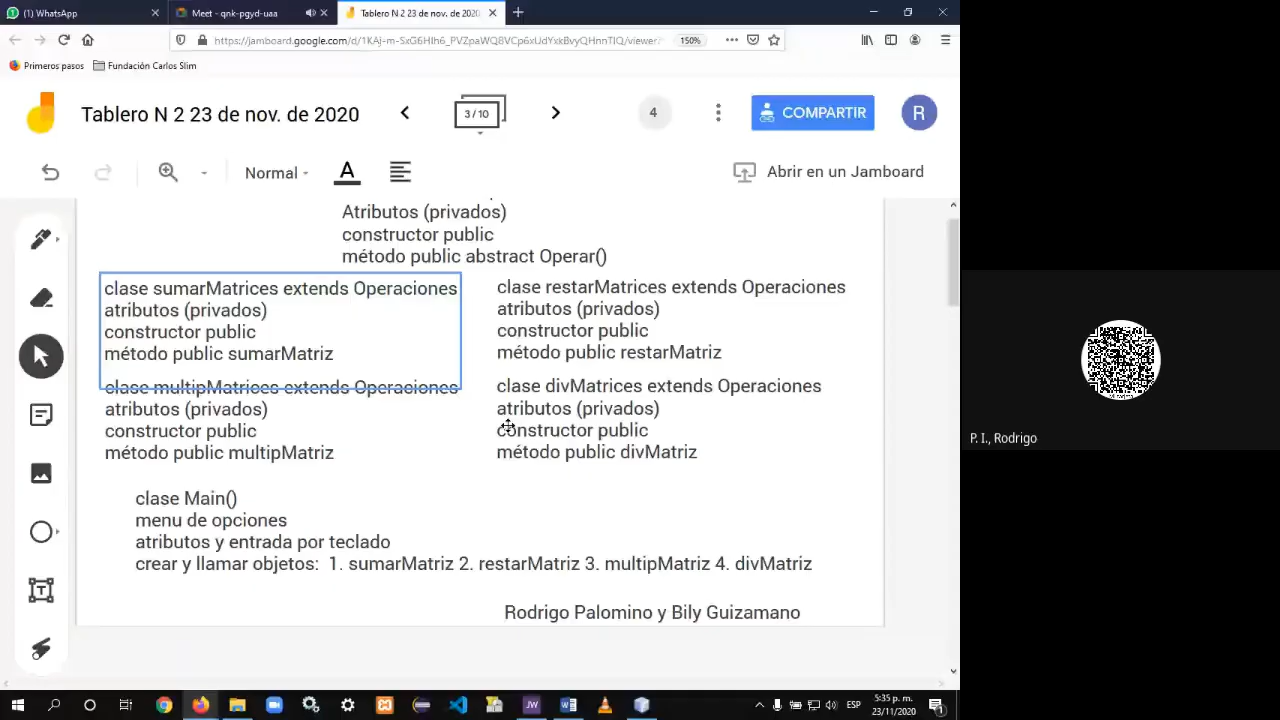 (1) WhatsApp
Meet - qnk-pgyd-uaa
Tablero N 2 23 de nov. de 2020
150%
Primeros pasos
Fundación Carlos Slim
Tablero N 2 23 de nov. de 2020
3 / 10
4
COMPARTIR
R
Normal
A
Abrir en un Jamboard
Atributos (privados)
constructor public
método public abstract Operar()
clase sumarMatrices extends Operaciones
atributos (privados)
constructor public
método public sumarMatriz
clase restarMatrices extends Operaciones
atributos (privados)
constructor public
método public restarMatriz
clase multipMatrices extends Operaciones
atributos (privados)
constructor public
método public multipMatriz
clase divMatrices extends Operaciones
atributos (privados)
constructor public
método public divMatriz
clase Main()
menu de opciones
atributos y entrada por teclado
crear y llamar objetos: 1. sumarMatriz 2. restarMatriz 3. multipMatriz 4. divMatriz
Rodrigo Palomino y Bily Guizamano
P. I., Rodrigo
JW
ESP
5:35 p. m.
23/11/2020